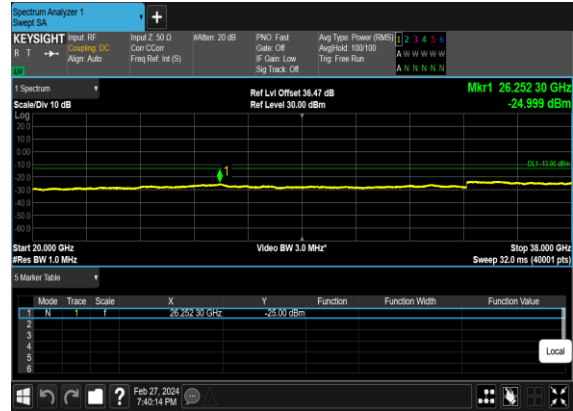 Spectrum Analyzer 1
Swept SA
KEYSIGHT Input: RF Input Z: 50 Ω #Atten: 20 dB PNO: Fast Avg Type: Power (RMS) 1 2 3 4 5 6
R T Coupling: DC Corr CCorr Gate: Off Avg|Hold: 100/100 A W W W W W
Align: Auto Freq Ref: Int (S) IF Gain: Low Trig: Free Run
LXI Sig Track: Off A N N N N N
1 Spectrum Ref Lvl Offset 36.47 dB Mkr1 26.252 30 GHz
Scale/Div 10 dB Ref Level 30.00 dBm -24.999 dBm
Log
20.0
10.0
0.00
-10.0
DL1 -13.00 dBm
1
-20.0
-30.0
-40.0
-50.0
-60.0
Start 20.000 GHz Video BW 3.0 MHz* Stop 38.000 GHz
#Res BW 1.0 MHz Sweep 32.0 ms (40001 pts)
5 Marker Table
Mode Trace Scale X Y Function Function Width Function Value
1 N 1 f 26.252 30 GHz -25.00 dBm
2
3
4
5
6
Local
? Feb 27, 2024
7:40:14 PM